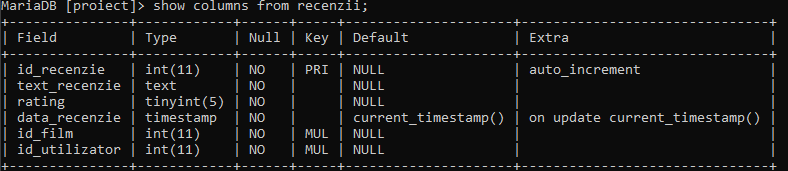 MariaDB [proiect]> show columns from recenzii;
+---------------+------------+------+-----+---------------------+-------------------------------+
| Field         | Type       | Null | Key | Default             | Extra                         |
+---------------+------------+------+-----+---------------------+-------------------------------+
| id_recenzie   | int(11)    | NO   | PRI | NULL                | auto_increment                |
| text_recenzie | text       | NO   |     | NULL                |                               |
| rating        | tinyint(5) | NO   |     | NULL                |                               |
| data_recenzie | timestamp  | NO   |     | current_timestamp() | on update current_timestamp() |
| id_film       | int(11)    | NO   | MUL | NULL                |                               |
| id_utilizator | int(11)    | NO   | MUL | NULL                |                               |
+---------------+------------+------+-----+---------------------+-------------------------------+